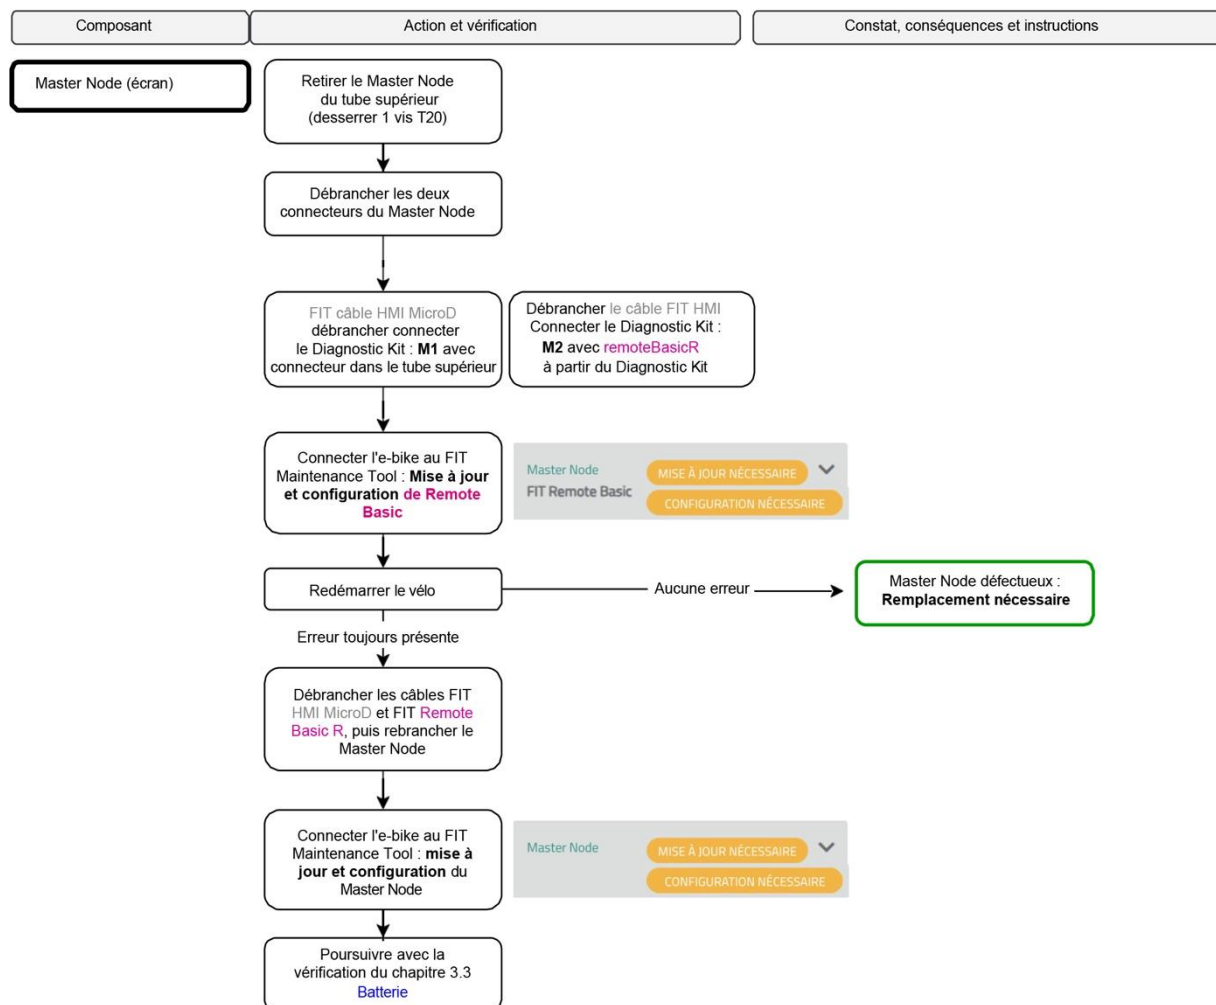 Composant
Action et vérification
Constat, conséquences et instructions
Master Node (écran)
Retirer le Master Node
du tube supérieur
(desserrer 1 vis T20)
Débrancher les deux
connecteurs du Master Node
FIT câble HMI MicroD
débrancher connecter
le Diagnostic Kit : M1 avec
connecteur dans le tube supérieur
Débrancher le câble FIT HMI
Connecter le Diagnostic Kit :
M2 avec remoteBasicR
à partir du Diagnostic Kit
Connecter l'e-bike au FIT
Maintenance Tool : Mise à jour
et configuration de Remote
Basic
Master Node
FIT Remote Basic
MISE À JOUR NÉCESSAIRE
CONFIGURATION NÉCESSAIRE
Redémarrer le vélo
Aucune erreur
Master Node défectueux :
Remplacement nécessaire
Erreur toujours présente
Débrancher les câbles FIT
HMI MicroD et FIT Remote
Basic R, puis rebrancher le
Master Node
Connecter l'e-bike au FIT
Maintenance Tool : mise à
jour et configuration du
Master Node
Master Node
MISE À JOUR NÉCESSAIRE
CONFIGURATION NÉCESSAIRE
Poursuivre avec la
vérification du chapitre 3.3
Batterie